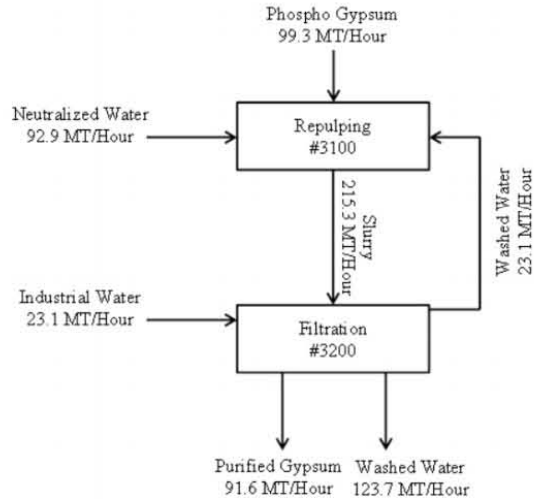 Phospho Gypsum
99.3 MT/Hour
Neutralized Water
92.9 MT/Hour
Repulping
#3100
Slurry
215.3 MT/Hour
Washed Water
23.1 MT/Hour
Industrial Water
23.1 MT/Hour
Filtration
#3200
Purified Gypsum
91.6 MT/Hour
Washed Water
123.7 MT/Hour